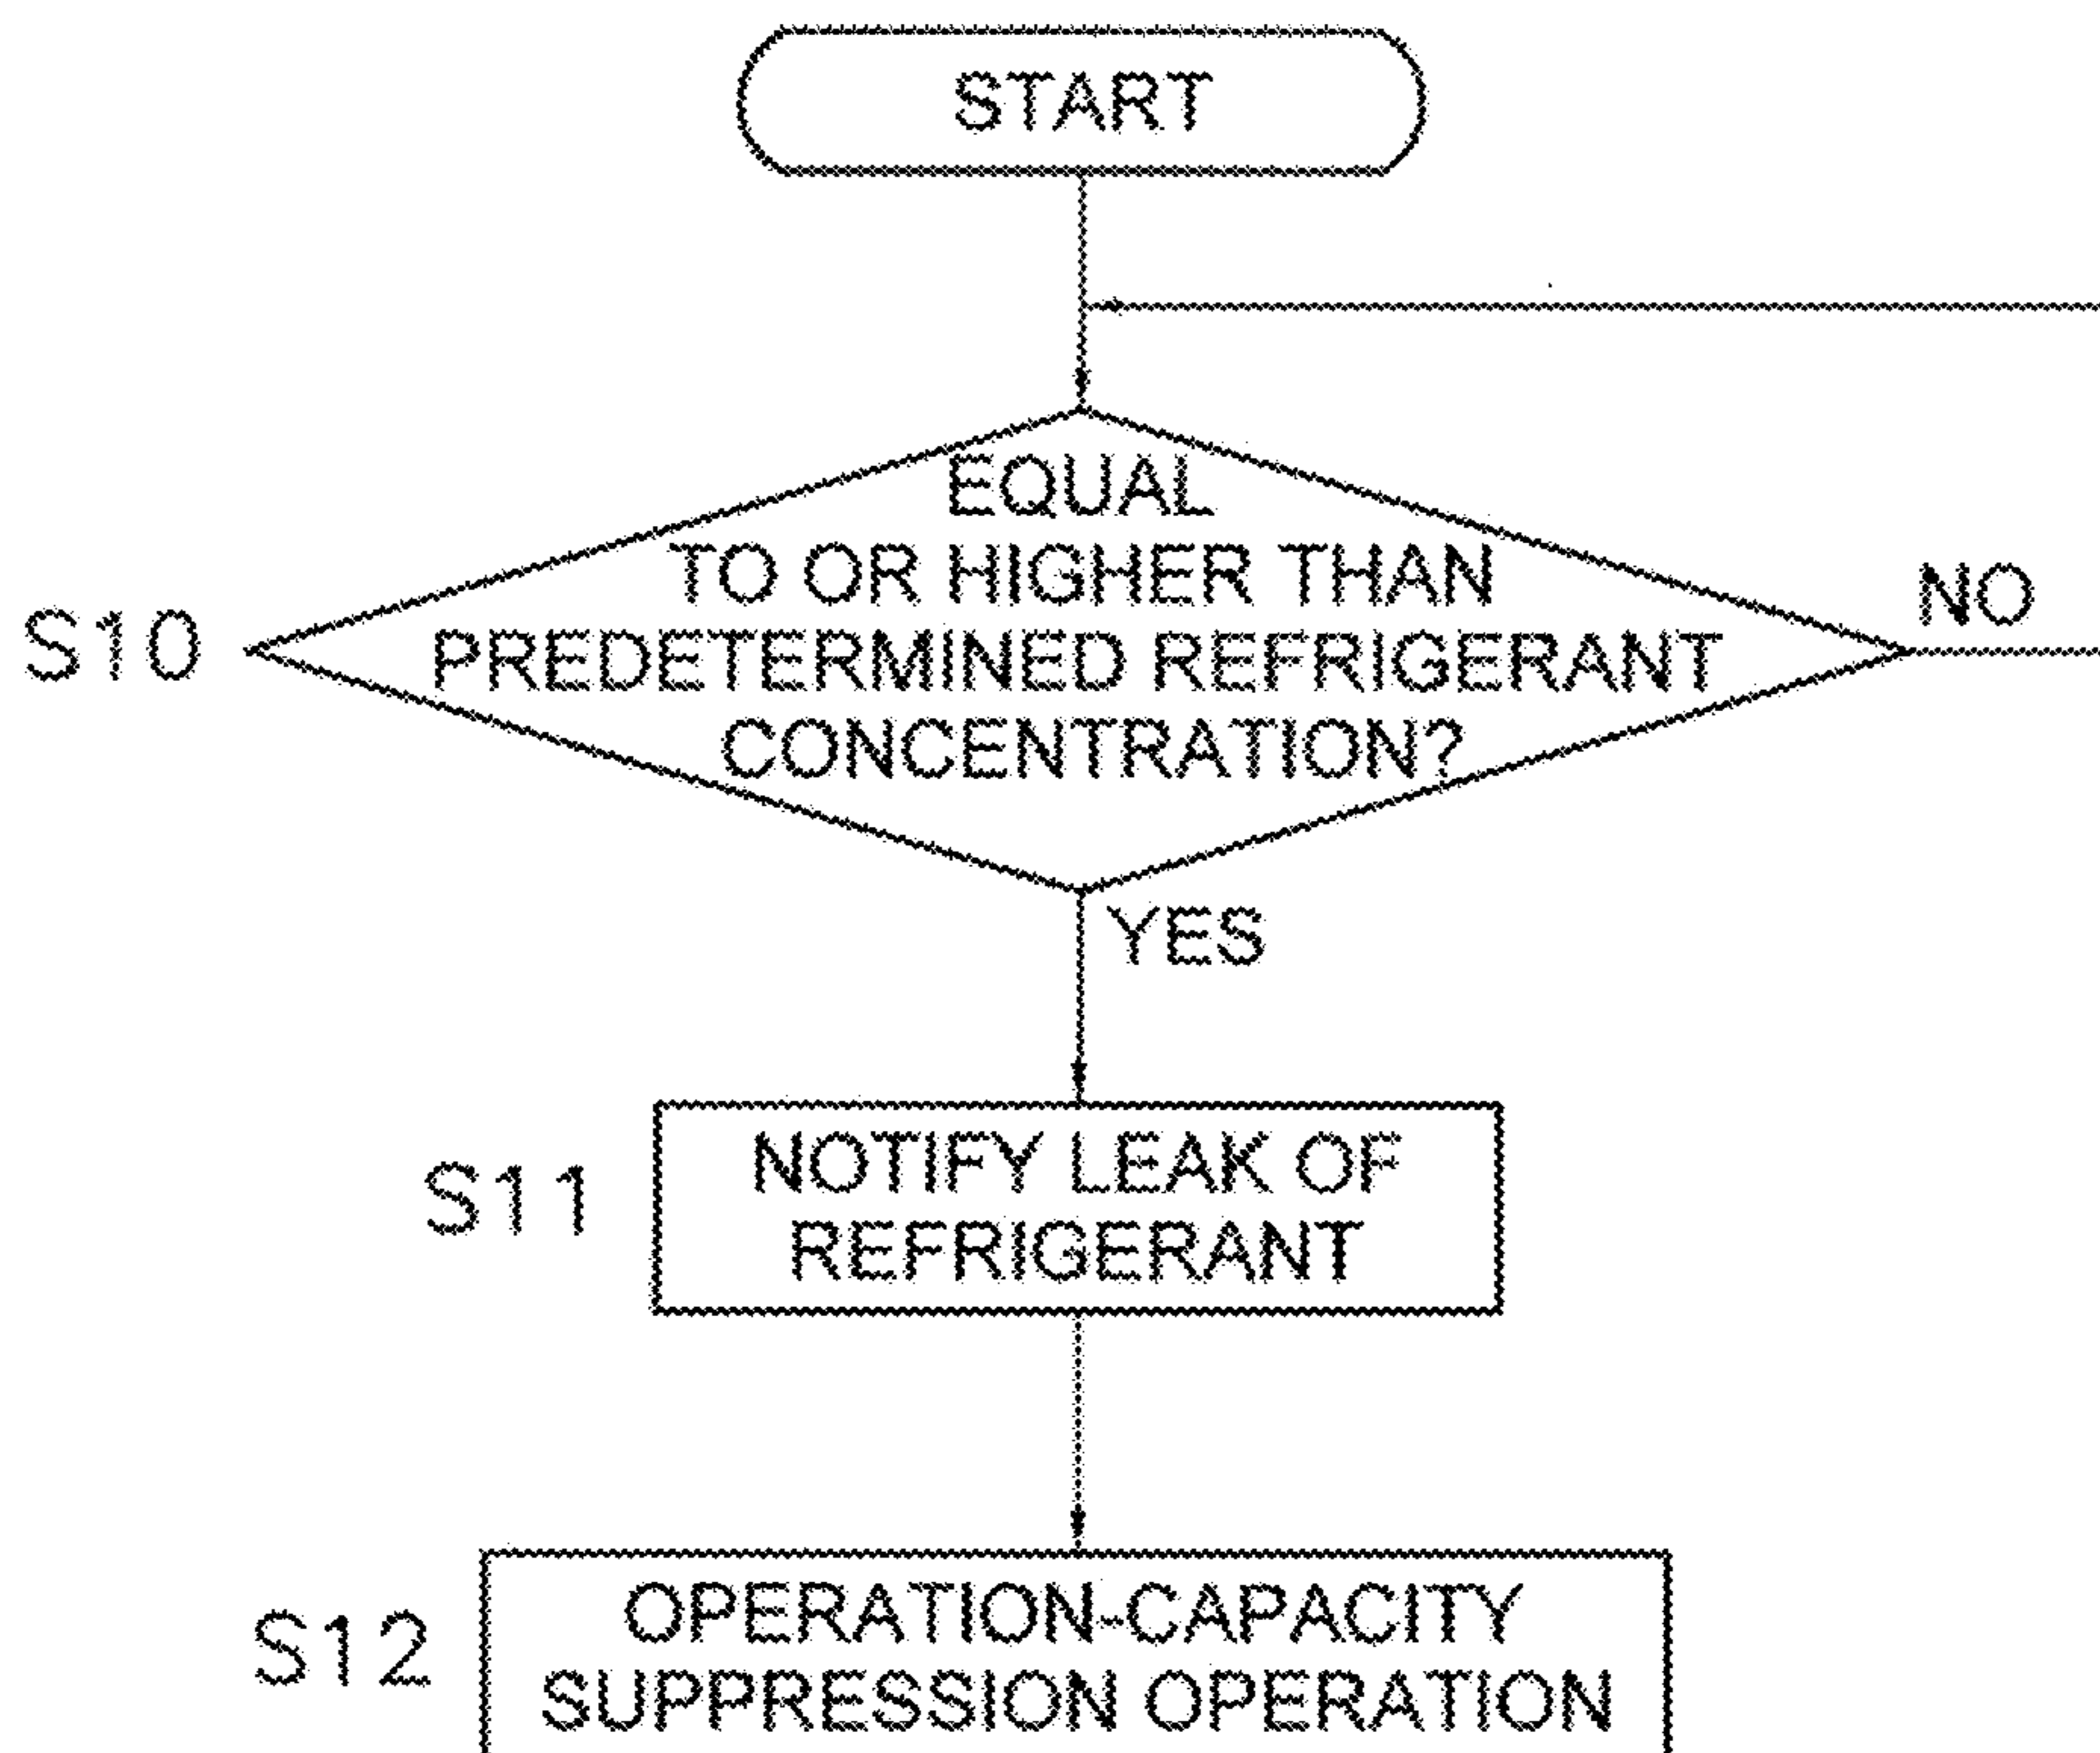 START
EQUAL
TO OR HIGHER THAN
PREDETERMINED REFRIGERANT
CONCENTRATION?
S10
NO
YES
S11
NOTIFY LEAK OF
REFRIGERANT
S12
OPERATION-CAPACITY
SUPPRESSION OPERATION